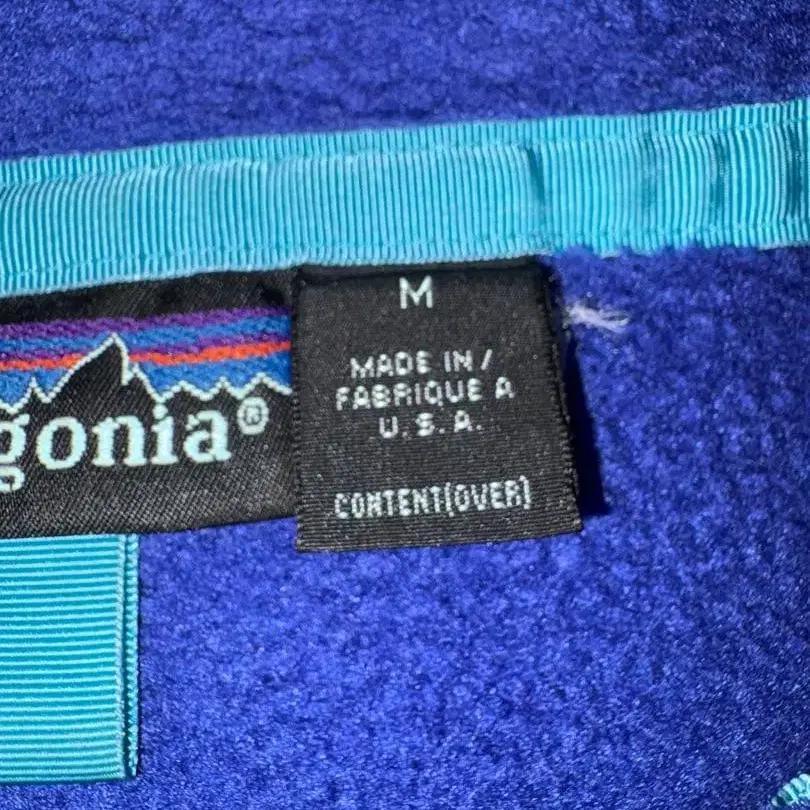 gonia®
M
MADE IN /
FABRIQUE A
U.S.A.
CONTENT(OVER)